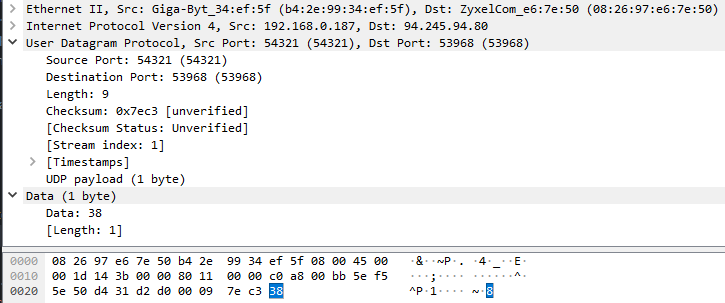 Ethernet II, Src: Giga-Byt_34:ef:5f (b4:2e:99:34:ef:5f), Dst: ZyxelCom_e6:7e:50 (08:26:97:e6:7e:50)
Internet Protocol Version 4, Src: 192.168.0.187, Dst: 94.245.94.80
User Datagram Protocol, Src Port: 54321 (54321), Dst Port: 53968 (53968)
Source Port: 54321 (54321)
Destination Port: 53968 (53968)
Length: 9
Checksum: 0x7ec3 [unverified]
[Checksum Status: Unverified]
[Stream index: 1]
[Timestamps]
UDP payload (1 byte)
Data (1 byte)
Data: 38
[Length: 1]
0000 08 26 97 e6 7e 50 b4 2e 99 34 ef 5f 08 00 45 00 ·&··~P·. ·4·_··E·
0010 00 1d 14 3b 00 00 80 11 00 00 c0 a8 00 bb 5e f5 ···;···· ······^·
0020 5e 50 d4 31 d2 d0 00 09 7e c3 38 ^P·1···· ~·8